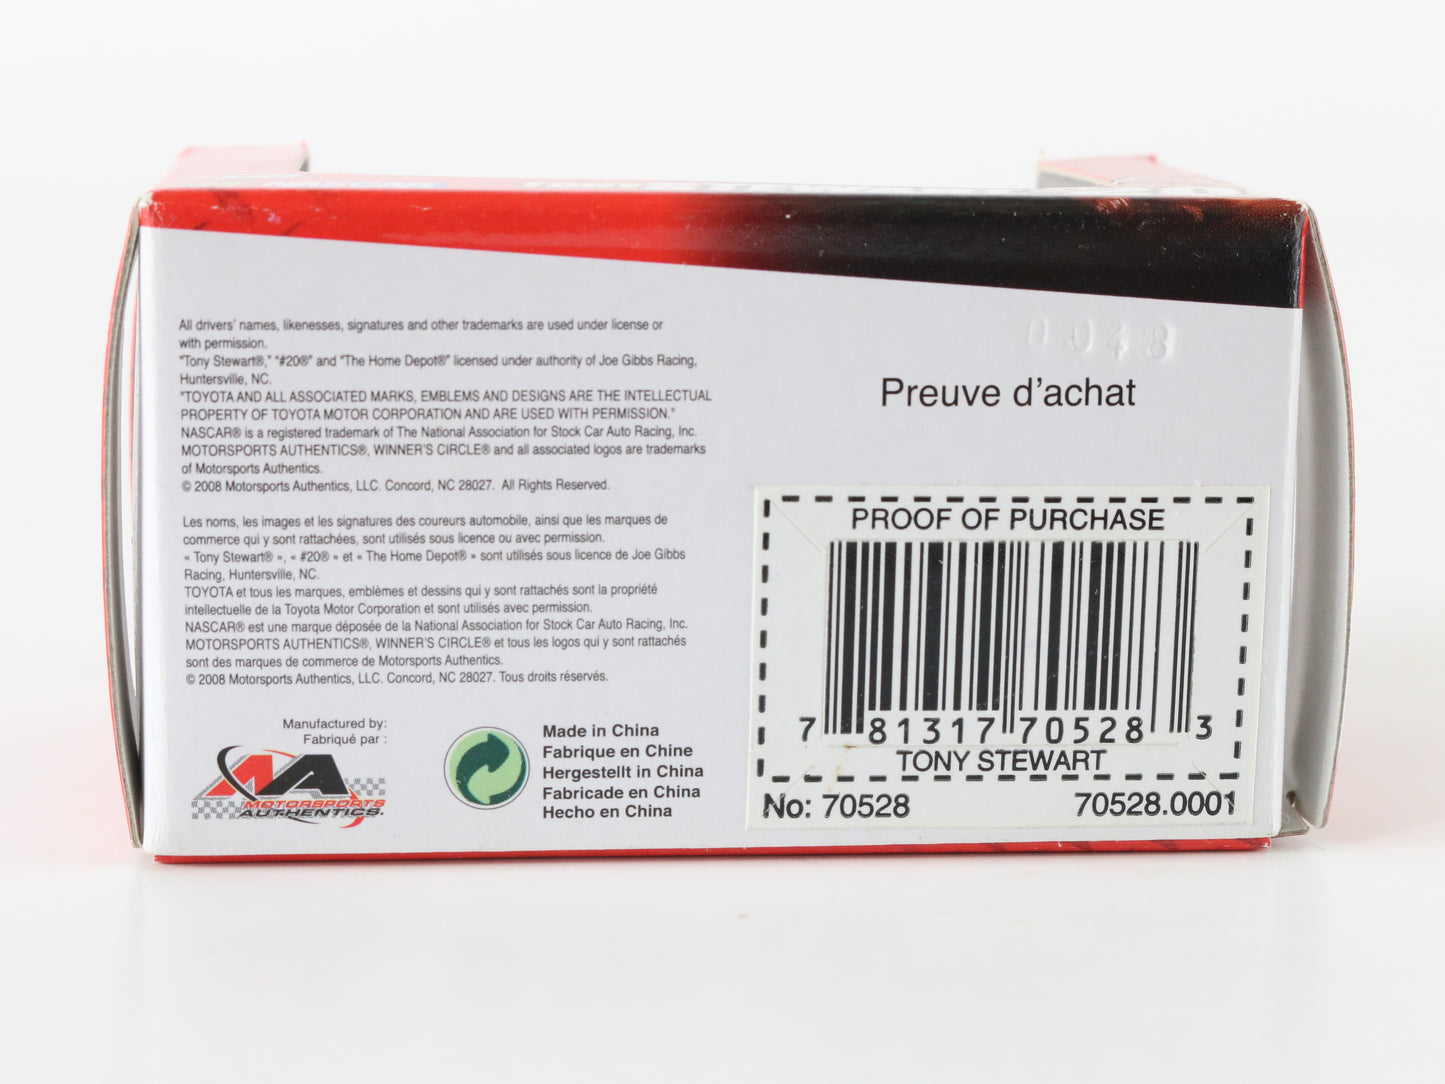 0048
All drivers' names, likenesses, signatures and other trademarks are used under license or
with permission.
"Tony Stewart®," "#20®" and "The Home Depot®" licensed under authority of Joe Gibbs Racing,
Huntersville, NC.
"TOYOTA AND ALL ASSOCIATED MARKS, EMBLEMS AND DESIGNS ARE THE INTELLECTUAL
PROPERTY OF TOYOTA MOTOR CORPORATION AND ARE USED WITH PERMISSION."
NASCAR® is a registered trademark of The National Association for Stock Car Auto Racing, Inc.
MOTORSPORTS AUTHENTICS®, WINNER'S CIRCLE® and all associated logos are trademarks
of Motorsports Authentics.
© 2008 Motorsports Authentics, LLC. Concord, NC 28027. All Rights Reserved.
Les noms, les images et les signatures des coureurs automobile, ainsi que les marques de
commerce qui y sont rattachées, sont utilisés sous licence ou avec permission.
« Tony Stewart® », « #20® » et « The Home Depot® » sont utilisés sous licence de Joe Gibbs
Racing, Huntersville, NC.
TOYOTA et tous les marques, emblèmes et dessins qui y sont rattachés sont la propriété
intellectuelle de la Toyota Motor Corporation et sont utilisés avec permission.
NASCAR® est une marque déposée de la National Association for Stock Car Auto Racing, Inc.
MOTORSPORTS AUTHENTICS®, WINNER'S CIRCLE® et tous les logos qui y sont rattachés
sont des marques de commerce de Motorsports Authentics.
© 2008 Motorsports Authentics, LLC. Concord, NC 28027. Tous droits réservés.
Manufactured by:
Fabriqué par :
MA
MOTORSPORTS
AUTHENTICS.
Made in China
Fabrique en Chine
Hergestellt in China
Fabricade en China
Hecho en China
Preuve d'achat
PROOF OF PURCHASE
7 81317 70528 3
TONY STEWART
No: 70528 70528.0001